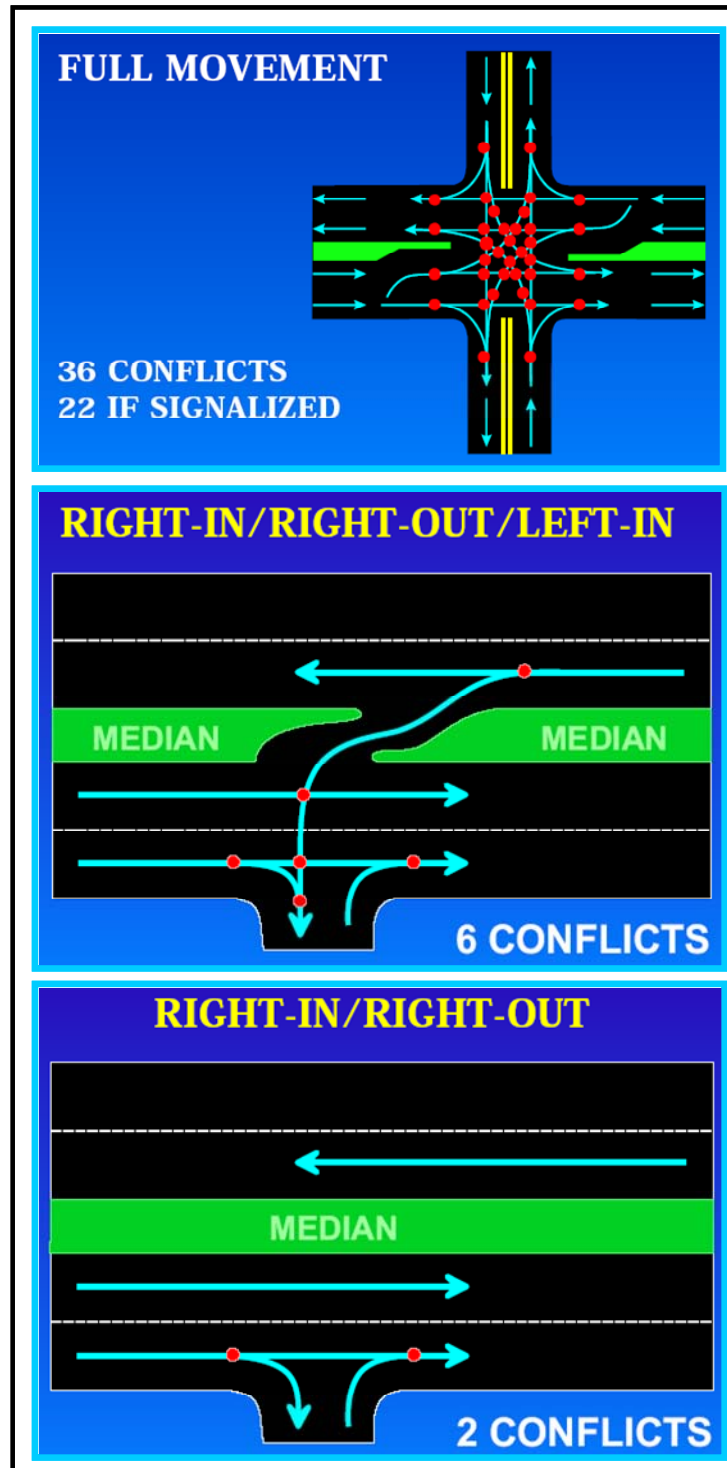 FULL MOVEMENT
36 CONFLICTS
22 IF SIGNALIZED
RIGHT-IN/RIGHT-OUT/LEFT-IN
MEDIAN
MEDIAN
6 CONFLICTS
RIGHT-IN/RIGHT-OUT
MEDIAN
2 CONFLICTS